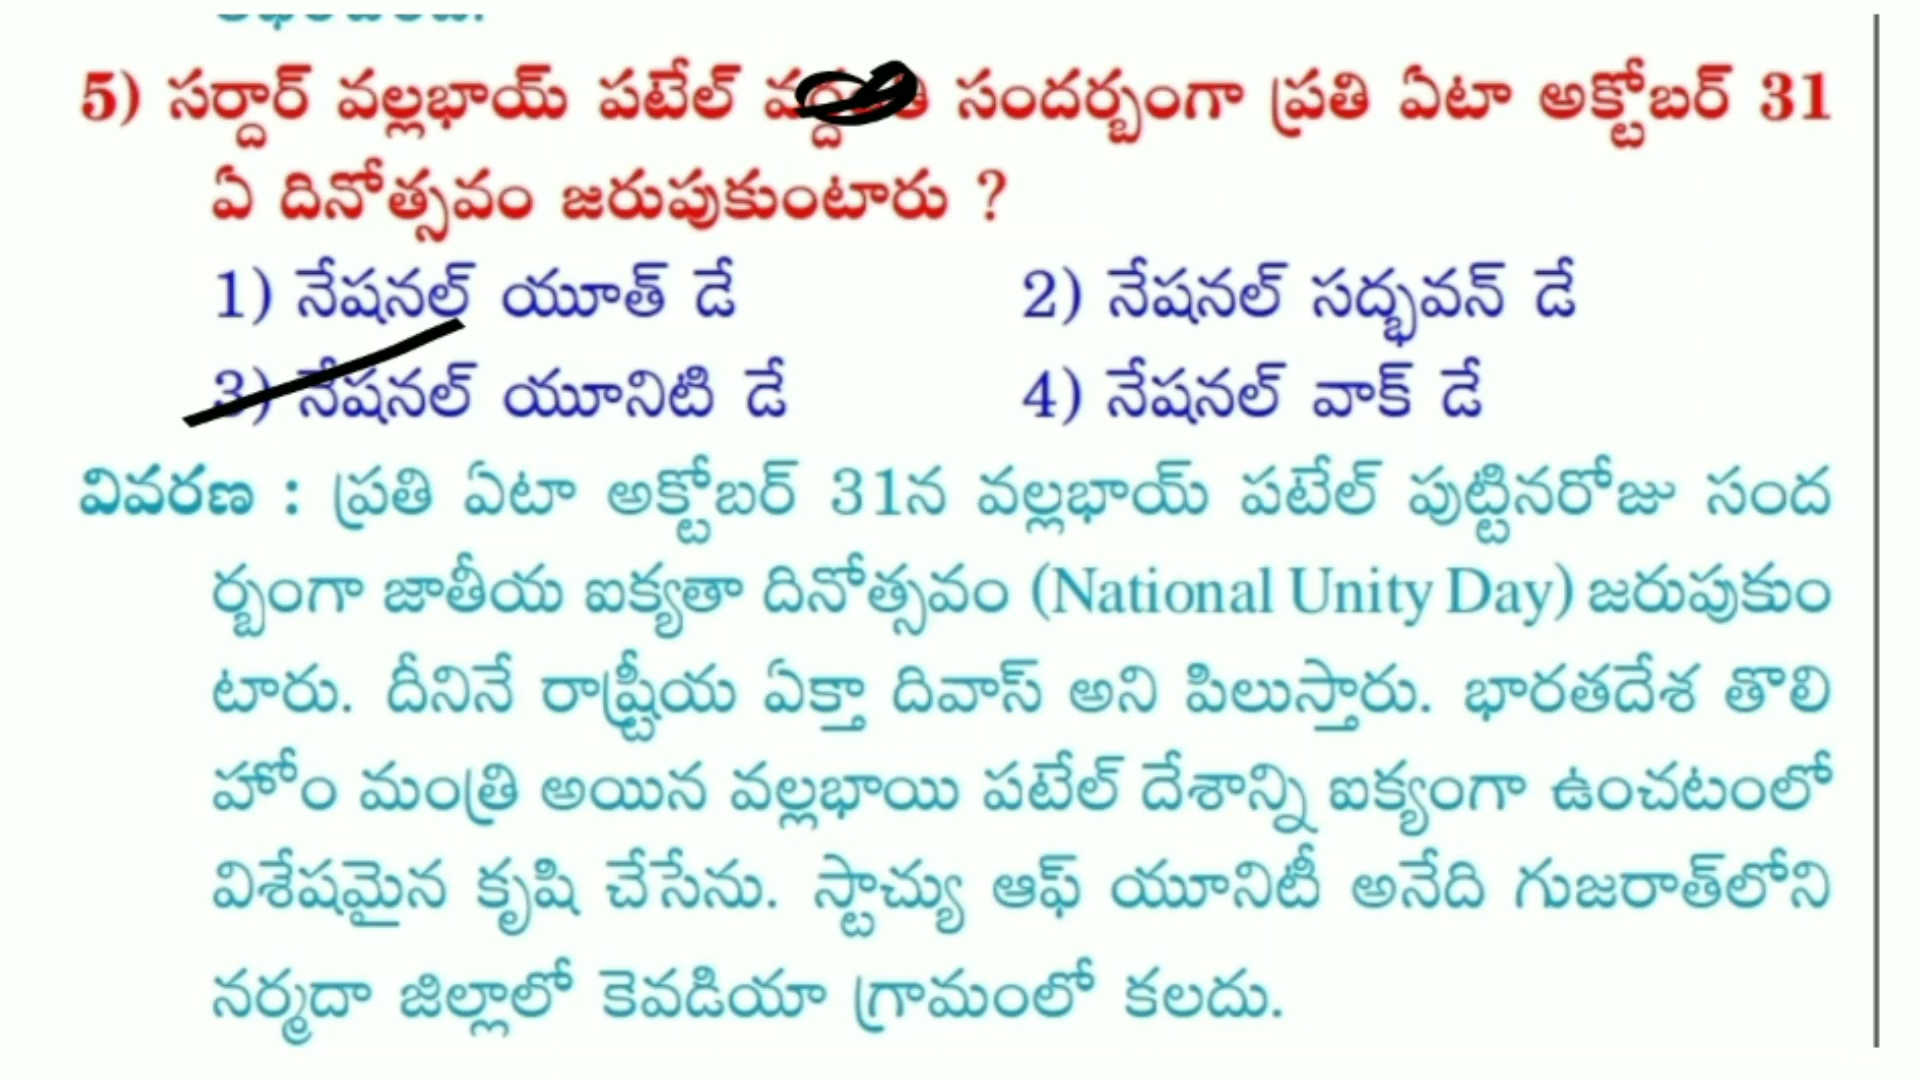 5) సర్దార్ వల్లభాయ్ పటేల్ సందర్భంగా ప్రతి ఏటా అక్టోబర్ 31
ఏ దినోత్సవం జరుపుకుంటారు ?
1) నేషనల్ యూత్ డే 2) నేషనల్ సద్భవన్ డే
3) నేషనల్ యూనిటి డే 4) నేషనల్ వాక్ డే
వివరణ : ప్రతి ఏటా అక్టోబర్ 31న వల్లభాయ్ పటేల్ పుట్టినరోజు సంద
ర్భంగా జాతీయ ఐక్యతా దినోత్సవం (National Unity Day) జరుపుకుం
టారు. దీనినే రాష్ట్రీయ ఏక్తా దివాస్ అని పిలుస్తారు. భారతదేశ తొలి
హోం మంత్రి అయిన వల్లభాయి పటేల్ దేశాన్ని ఐక్యంగా ఉంచటంలో
విశేషమైన కృషి చేసేను. స్టాచ్యు ఆఫ్ యూనిటీ అనేది గుజరాత్‌లోని
నర్మదా జిల్లాలో కెవడియా గ్రామంలో కలదు.